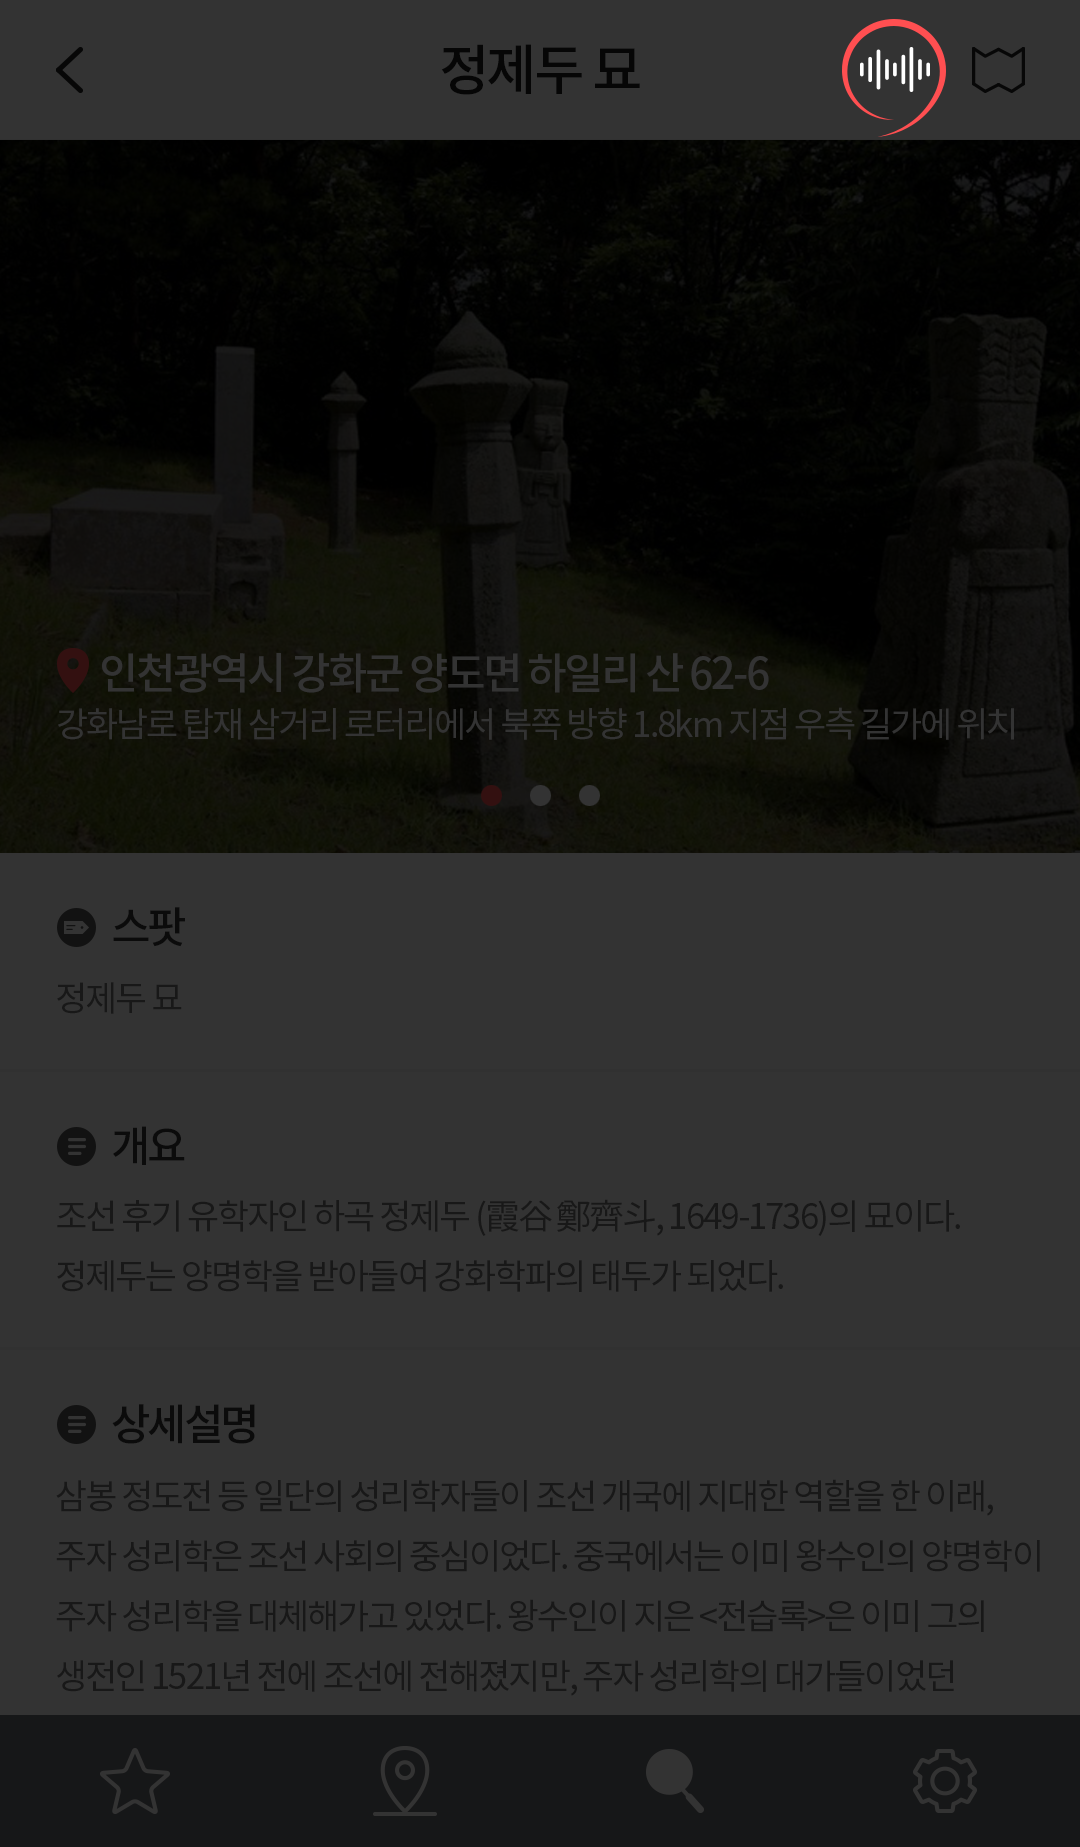 정제두 묘
인천광역시 강화군 양도면 하일리 산 62-6
강화남로 탑재 삼거리 로터리에서 북쪽 방향 1.8km 지점 우측 길가에 위치
스팟
정제두 묘
개요
조선 후기 유학자인 하곡 정제두 (霞谷 鄭齊斗, 1649-1736)의 묘이다.
정제두는 양명학을 받아들여 강화학파의 태두가 되었다.
상세설명
삼봉 정도전 등 일단의 성리학자들이 조선 개국에 지대한 역할을 한 이래,
주자 성리학은 조선 사회의 중심이었다. 중국에서는 이미 왕수인의 양명학이
주자 성리학을 대체해가고 있었다. 왕수인이 지은 <전습록>은 이미 그의
생전인 1521년 전에 조선에 전해졌지만, 주자 성리학의 대가들이었던